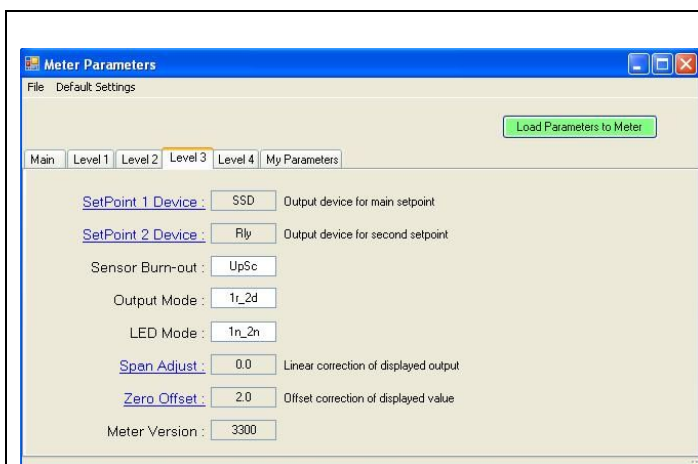 Meter Parameters
File Default Settings
Load Parameters to Meter
Main Level 1 Level 2 Level 3 Level 4 My Parameters
SetPoint 1 Device : SSD Output device for main setpoint
SetPoint 2 Device : Rly Output device for second setpoint
Sensor Burn-out : UpSc
Output Mode : 1r_2d
LED Mode : 1n_2n
Span Adjust : 0.0 Linear correction of displayed output
Zero Offset : 2.0 Offset correction of displayed value
Meter Version : 3300